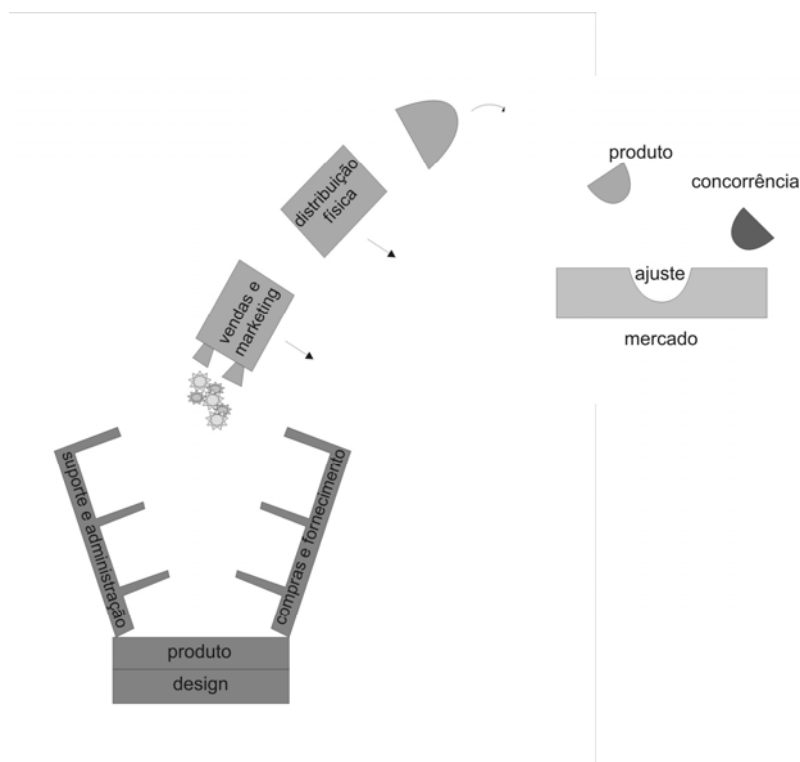 produto
concorrência
distribuição
física
ajuste
vendas e
marketing
mercado
suporte e administração
compras e fornecimento
produto
design